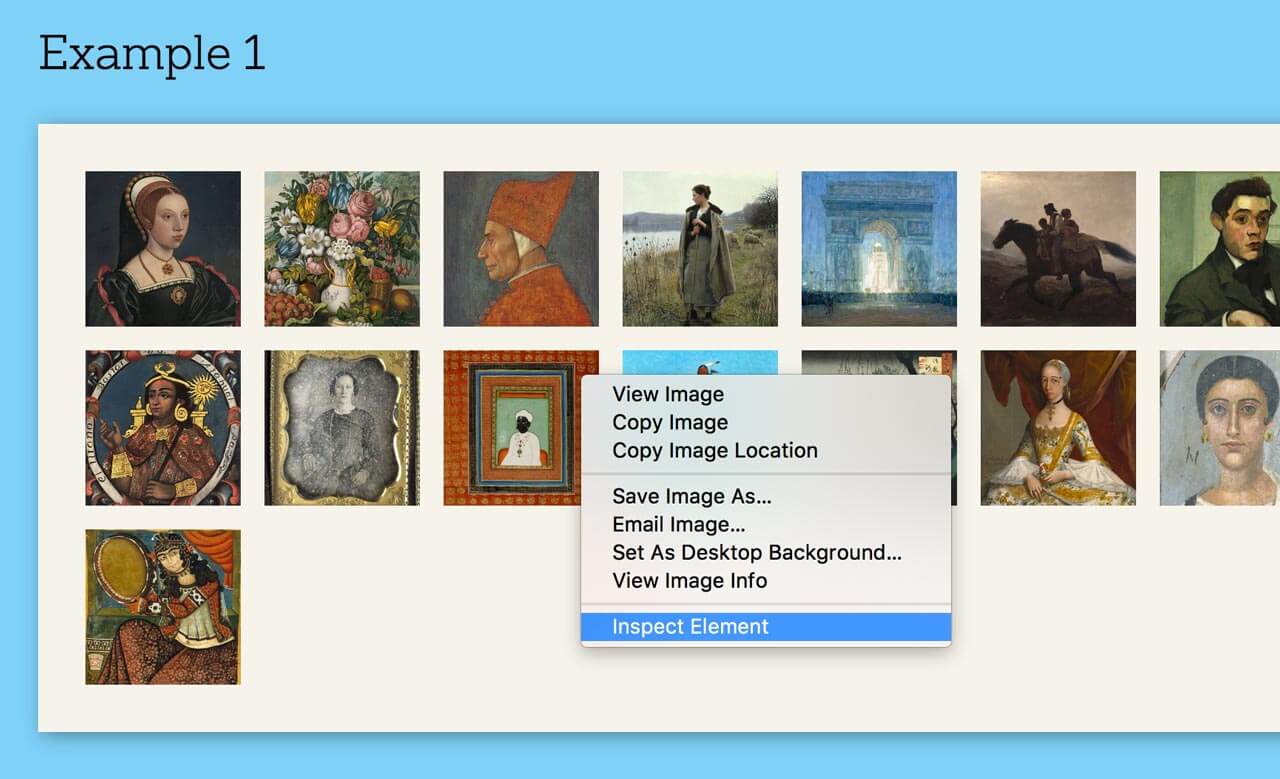 Example 1
View Image
Copy Image
Copy Image Location
Save Image As...
Email Image...
Set As Desktop Background...
View Image Info
Inspect Element